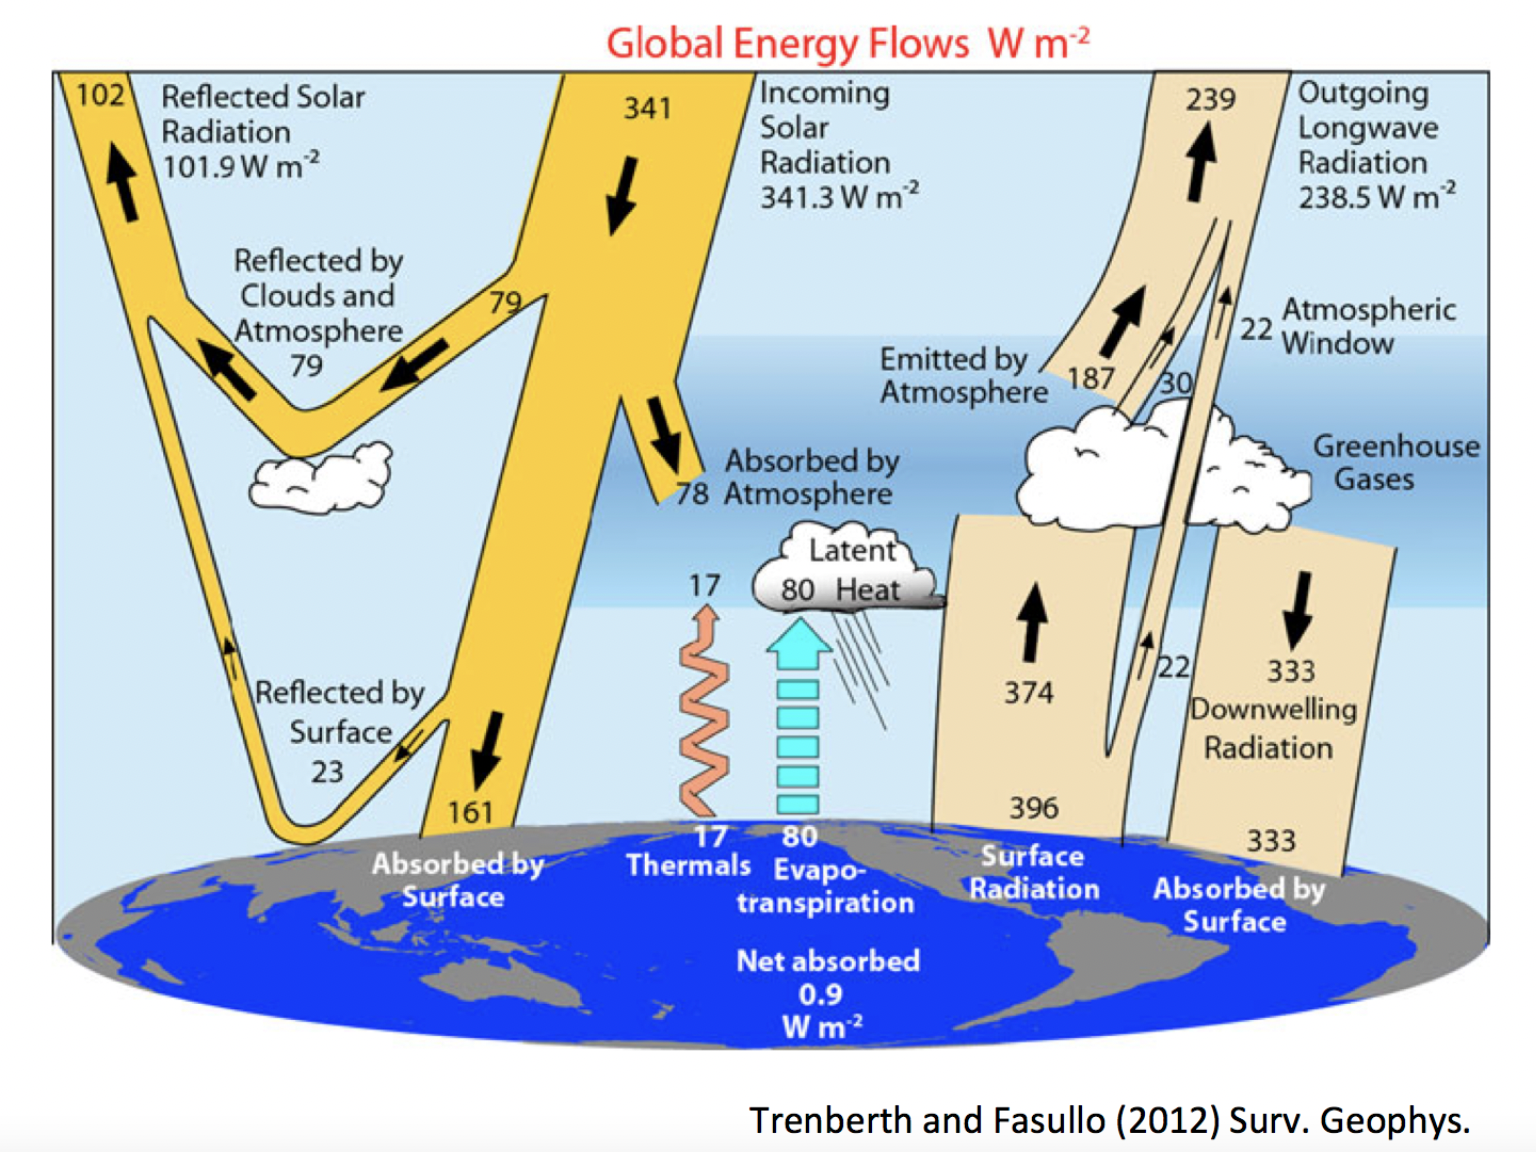 Global Energy Flows W m-2
102
Reflected Solar
Radiation
101.9 W m-2
341
Incoming
Solar
Radiation
341.3 W m-2
239
Outgoing
Longwave
Radiation
238.5 W m-2
Reflected by
Clouds and
Atmosphere
79
79
Emitted by
Atmosphere
187
30
22
Atmospheric
Window
Greenhouse
Gases
Absorbed by
78 Atmosphere
17
Latent
80 Heat
Reflected by
Surface
23
161
Absorbed by
Surface
17
Thermals
80
Evapo-
transpiration
374
396
Surface
Radiation
22
333
Downwelling
Radiation
333
Absorbed by
Surface
Net absorbed
0.9
W m-2
Trenberth and Fasullo (2012) Surv. Geophys.